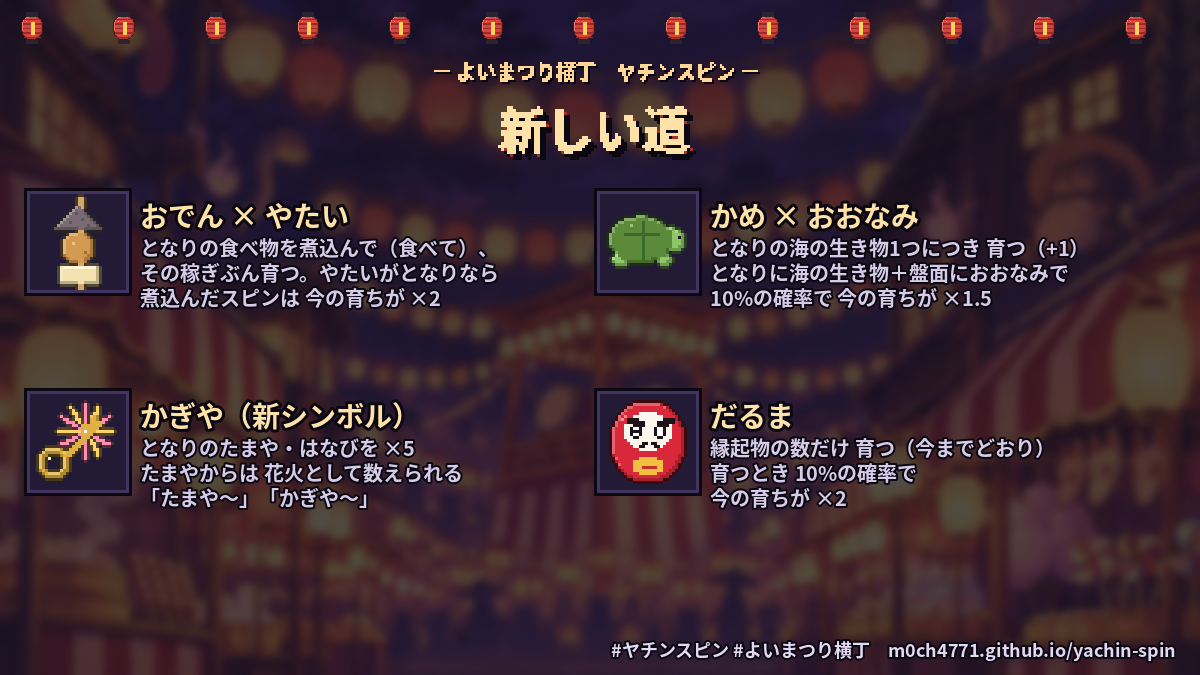 －よいまつり横丁　ヤチンスピン－
新しい道
おでん × やたい
となりの食べ物を煮込んで（食べて）、
その稼ぎぶん育つ。やたいがとなりなら
煮込んだスピンは 今の育ちが ×2
かめ × おおなみ
となりの海の生き物1つにつき 育つ（+1）
となりに海の生き物＋盤面におおなみで
10%の確率で 今の育ちが ×1.5
かぎや（新シンボル）
となりのたまや・はなびを ×5
たまやからは 花火として数えられる
「たまや〜」「かぎや〜」
だるま
縁起物の数だけ 育つ（今までどおり）
育つとき 10%の確率で
今の育ちが ×2
#ヤチンスピン #よいまつり横丁　m0ch4771.github.io/yachin-spin